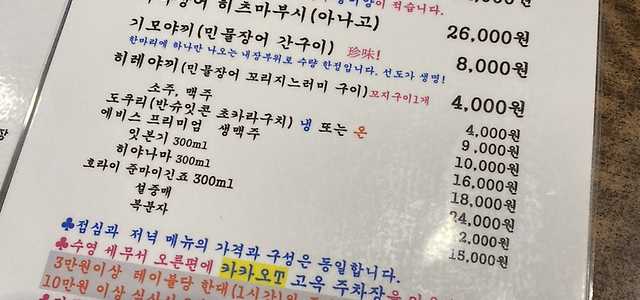 히츠마부시(아나고) 26,000원
기모야끼(민물장어 간구이) 珍味! 8,000원
한마리에 하나만 나오는 내장부위로 수량 한정입니다. 선도가 생명!
히레야끼(민물장어 꼬리지느러미 구이)꼬지구이1개 4,000원
소주, 맥주 4,000원
도쿠리(반슈잇콘 초카라구치) 냉 또는 온 9,000원
에비스 프리미엄 생맥주 10,000원
잇본기 300ml 16,000원
히야나마 300ml 18,000원
호라이 준마이긴죠 300ml 24,000원
설중매 2,000원
복분자 15,000원
♣점심과 저녁 메뉴의 가격과 구성은 동일합니다.
♣수영 세무서 오른편에 카카오T 고옥 주차장을
3만원이상 테이블당 한대(1시간)의
10만원 이상